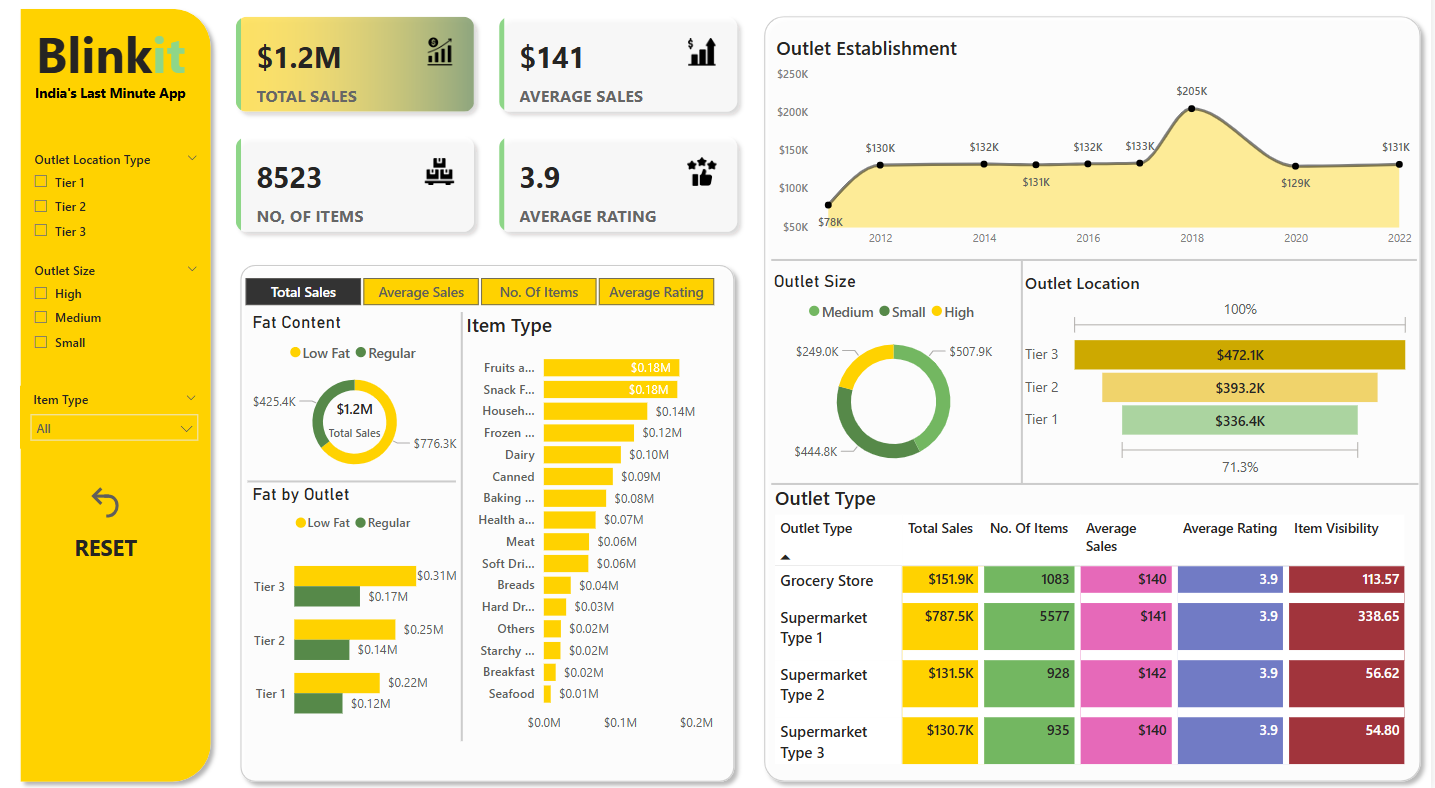 Blinkit
India's Last Minute App
Outlet Location Type
Tier 1
Tier 2
Tier 3
Outlet Size
High
Medium
Small
Item Type
All
RESET
$1.2M
TOTAL SALES
$141
AVERAGE SALES
8523
NO, OF ITEMS
3.9
AVERAGE RATING
Total Sales
Average Sales
No. Of Items
Average Rating
Fat Content
Low Fat Regular
$425.4K
$1.2M
Total Sales
$776.3K
Fat by Outlet
Low Fat Regular
Tier 3 $0.31M
$0.17M
Tier 2 $0.25M
$0.14M
Tier 1 $0.22M
$0.12M
Item Type
Fruits a... $0.18M
Snack F... $0.18M
Househ... $0.14M
Frozen ... $0.12M
Dairy $0.10M
Canned $0.09M
Baking ... $0.08M
Health a... $0.07M
Meat $0.06M
Soft Dri... $0.06M
Breads $0.04M
Hard Dr... $0.03M
Others $0.02M
Starchy ... $0.02M
Breakfast $0.02M
Seafood $0.01M
$0.0M $0.1M $0.2M
Outlet Establishment
$250K
$200K
$150K
$100K
$50K
$78K
$130K
$132K
$131K
$132K
$133K
$205K
$129K
$131K
2012 2014 2016 2018 2020 2022
Outlet Size
Medium Small High
$249.0K
$507.9K
$444.8K
Outlet Location
100%
Tier 3 $472.1K
Tier 2 $393.2K
Tier 1 $336.4K
71.3%
Outlet Type
Outlet Type Total Sales No. Of Items Average Sales Average Rating Item Visibility
Grocery Store $151.9K 1083 $140 3.9 113.57
Supermarket Type 1 $787.5K 5577 $141 3.9 338.65
Supermarket Type 2 $131.5K 928 $142 3.9 56.62
Supermarket Type 3 $130.7K 935 $140 3.9 54.80